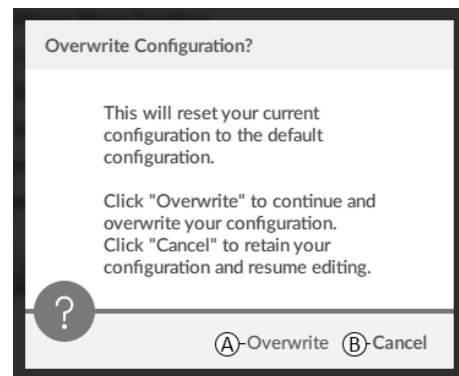 Overwrite Configuration?
This will reset your current
configuration to the default
configuration.
Click "Overwrite" to continue and
overwrite your configuration.
Click "Cancel" to retain your
configuration and resume editing.
?
Ⓐ-Overwrite Ⓑ-Cancel